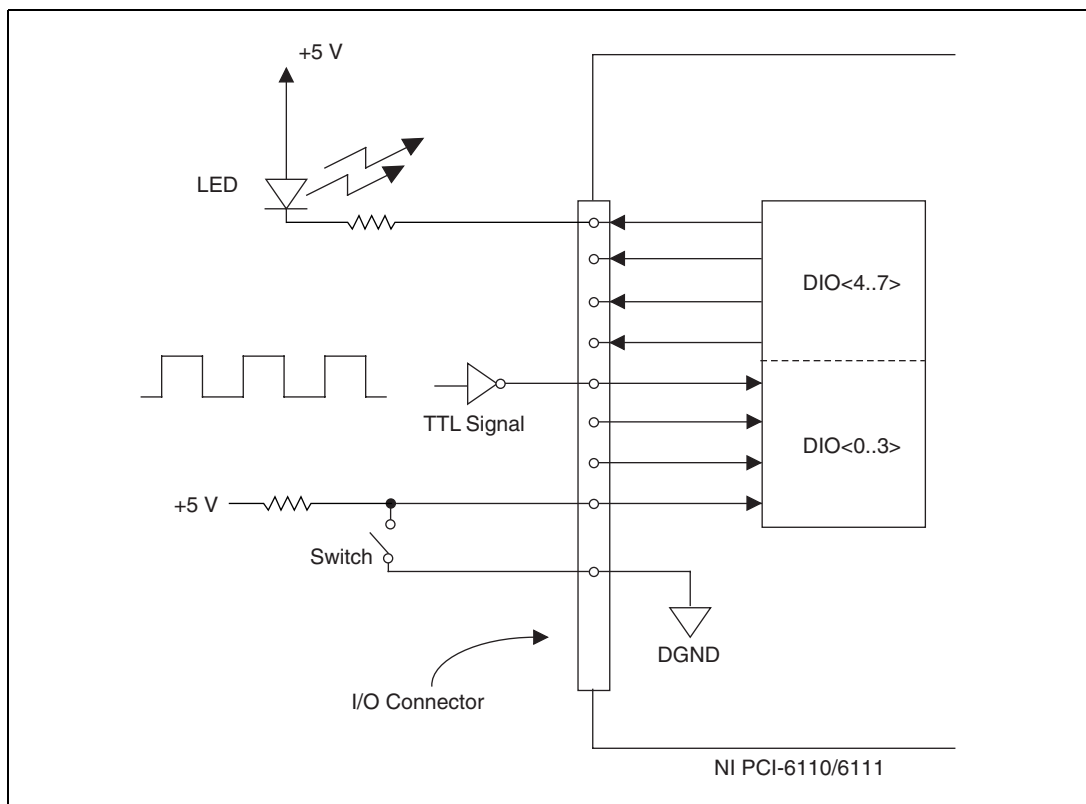 +5 V
LED
DIO<4..7>
TTL Signal
DIO<0..3>
+5 V
Switch
DGND
I/O Connector
NI PCI-6110/6111